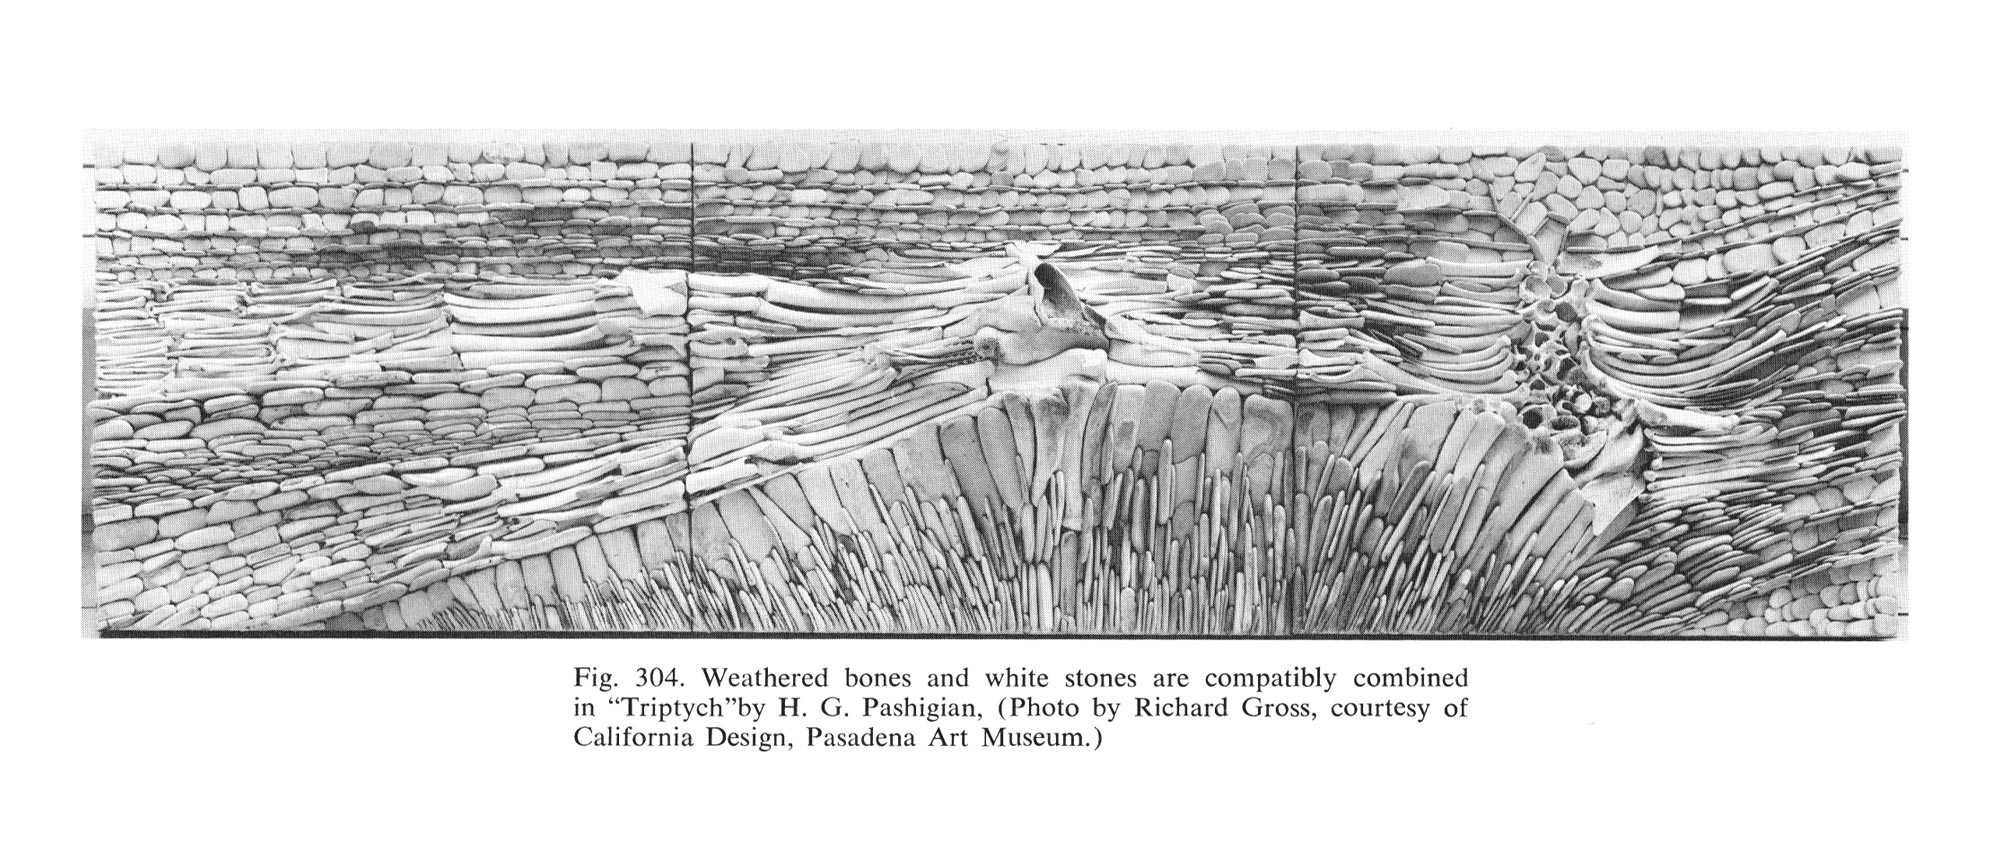 Fig. 304. Weathered bones and white stones are compatibly combined
in “Triptych”by H. G. Pashigian, (Photo by Richard Gross, courtesy of
California Design, Pasadena Art Museum.)